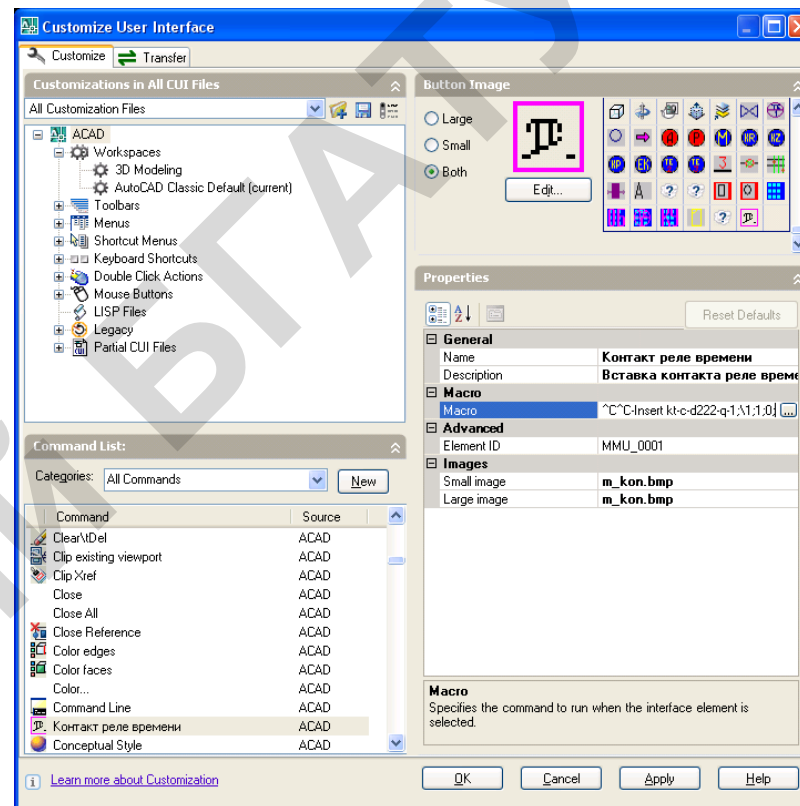 Customize User Interface
Customize Transfer
Customizations in All CUI Files
All Customization Files
ACAD
Workspaces
3D Modeling
AutoCAD Classic Default (current)
Toolbars
Menus
Shortcut Menus
Keyboard Shortcuts
Double Click Actions
Mouse Buttons
LISP Files
Legacy
Partial CUI Files
Command List:
Categories: All Commands New
Command Source
Clear\tDel ACAD
Clip existing viewport ACAD
Clip Xref ACAD
Close ACAD
Close All ACAD
Close Reference ACAD
Color edges ACAD
Color faces ACAD
Color... ACAD
Command Line ACAD
Контакт реле времени ACAD
Conceptual Style ACAD
Button Image
Large
Small
Both
Edit...
Properties
Reset Defaults
General
Name Контакт реле времени
Description Вставка контакта реле време
Macro
Macro ^C^C-Insert kt-c-d222-q-1;\1;1;0; ...
Advanced
Element ID MMU_0001
Images
Small image m_kon.bmp
Large image m_kon.bmp
Macro
Specifies the command to run when the interface element is
selected.
Learn more about Customization
OK Cancel Apply Help
БГАТУ